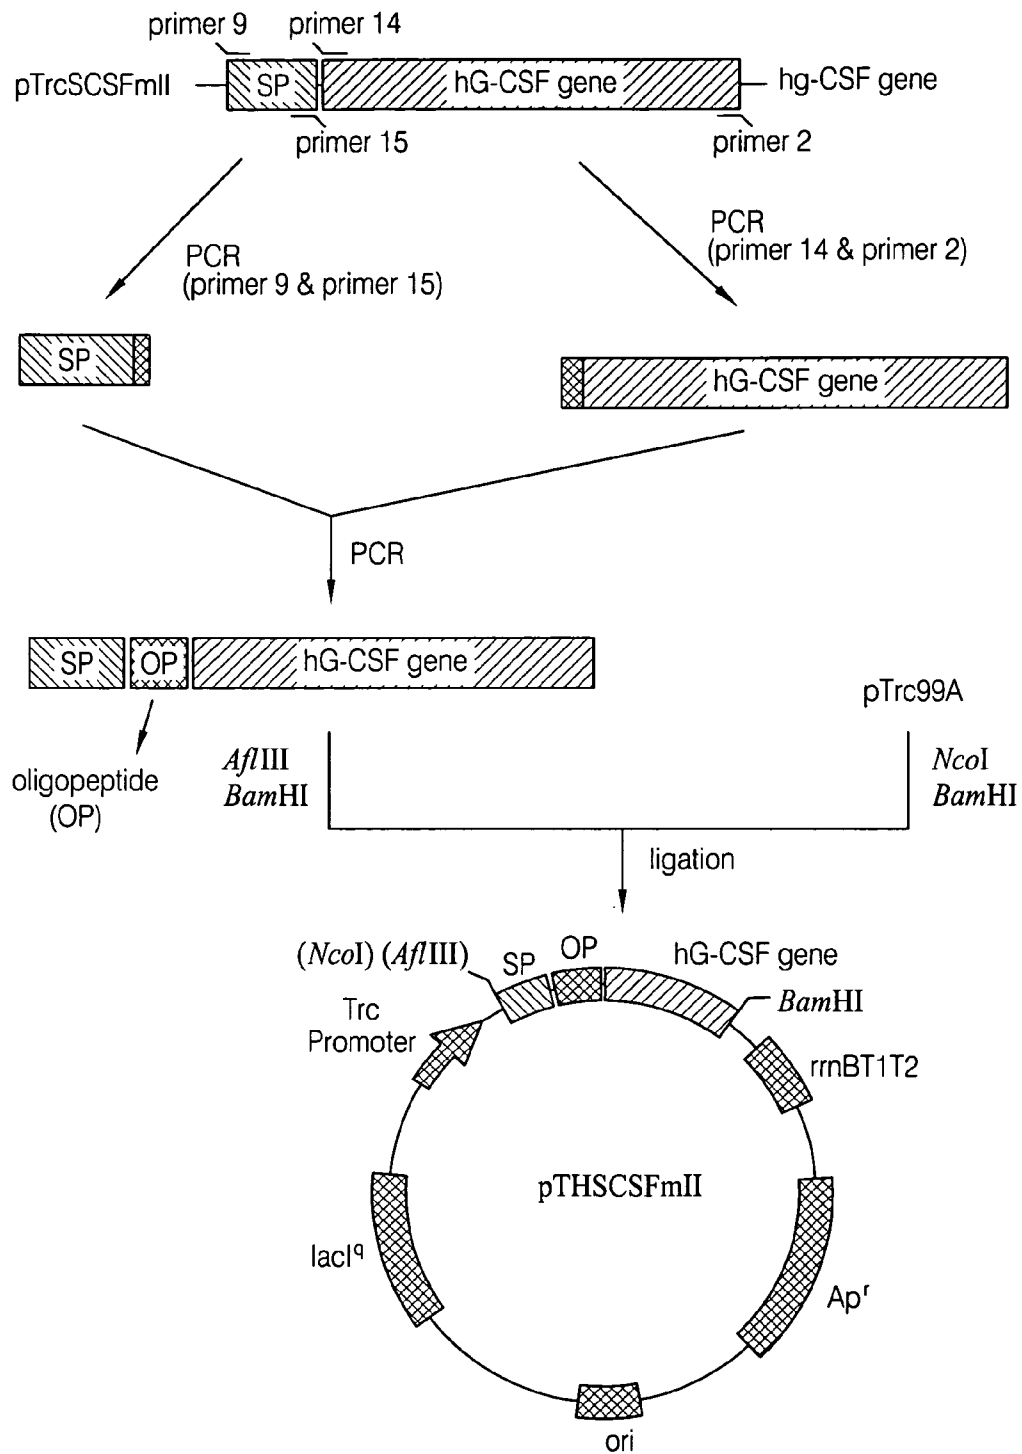 primer 9
primer 14
pTrcSCSFmII
SP
hG-CSF gene
hg-CSF gene
primer 15
primer 2
PCR
(primer 9 & primer 15)
PCR
(primer 14 & primer 2)
SP
hG-CSF gene
PCR
SP
OP
hG-CSF gene
pTrc99A
oligopeptide
(OP)
AflIII
BamHI
NcoI
BamHI
ligation
(NcoI) (AflIII)
SP
OP
hG-CSF gene
BamHI
Trc
Promoter
rrnBT1T2
pTHSCSFmII
lacIq
Apr
ori